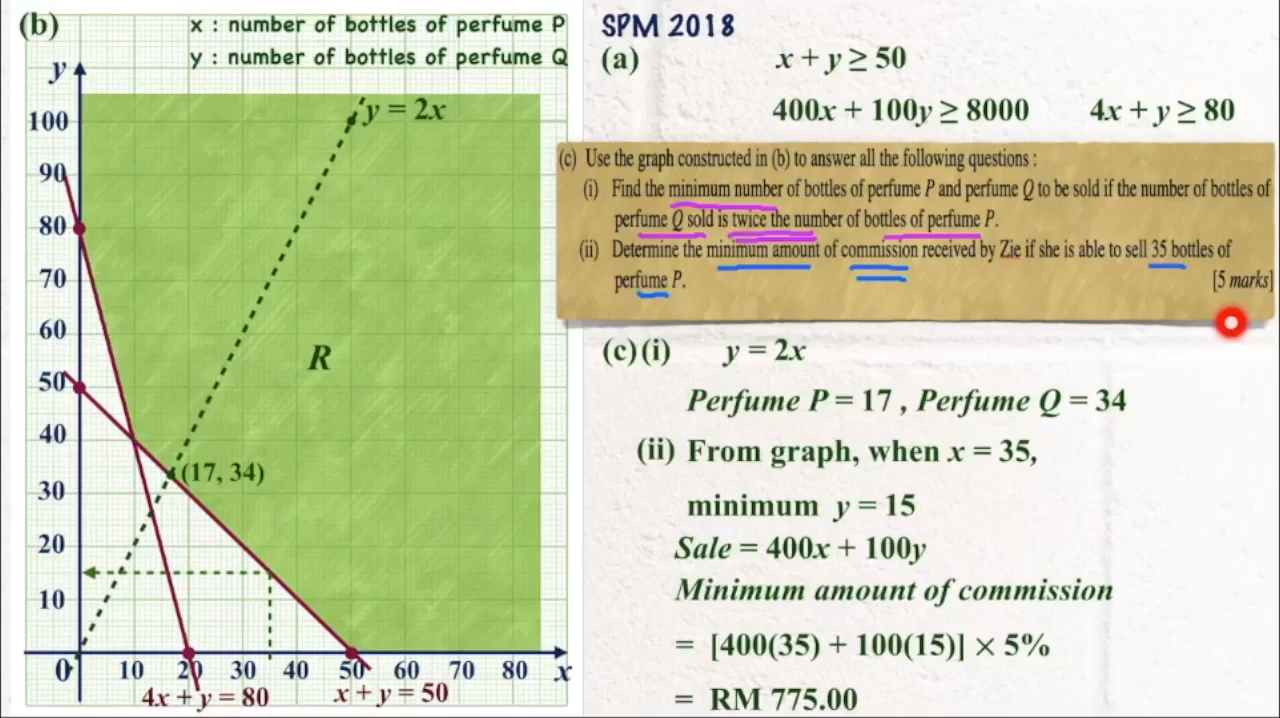 (b)
x : number of bottles of perfume P
y : number of bottles of perfume Q
y
100
90
80
70
60
50
40
30
20
10
0
10 20 30 40 50 60 70 80 x
y = 2x
R
(17, 34)
4x + y = 80
x + y = 50
SPM 2018
(a) x + y ≥ 50
400x + 100y ≥ 8000 4x + y ≥ 80
(c) Use the graph constructed in (b) to answer all the following questions :
(i) Find the minimum number of bottles of perfume P and perfume Q to be sold if the number of bottles of
perfume Q sold is twice the number of bottles of perfume P.
(ii) Determine the minimum amount of commission received by Zie if she is able to sell 35 bottles of
perfume P. [5 marks]
(c) (i) y = 2x
Perfume P = 17 , Perfume Q = 34
(ii) From graph, when x = 35,
minimum y = 15
Sale = 400x + 100y
Minimum amount of commission
= [400(35) + 100(15)] × 5%
= RM 775.00